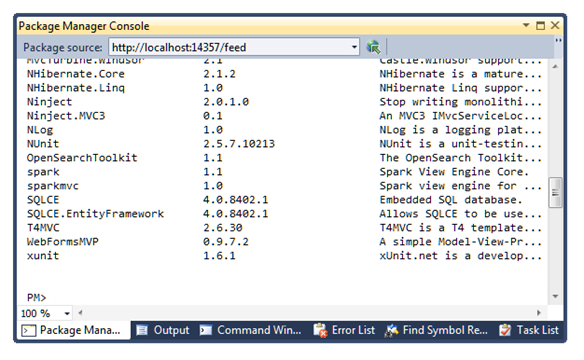 Package Manager Console
Package source: http://localhost:14357/feed
MvcTurbine.Windsor 2.1 Castle.Windsor support...
NHibernate.Core 2.1.2 NHibernate is a mature...
NHibernate.Linq 1.0 NHibernate Linq suppor...
Ninject 2.0.1.0 Stop writing monolithi...
Ninject.MVC3 0.1 An MVC3 IMvcServiceLoc...
NLog 1.0 NLog is a logging plat...
NUnit 2.5.7.10213 NUnit is a unit-testin...
OpenSearchToolkit 1.1 The OpenSearch Toolkit...
spark 1.1 Spark View Engine Core.
sparkmvc 1.0 Spark view engine for ...
SQLCE 4.0.8402.1 Embedded SQL database.
SQLCE.EntityFramework 4.0.8402.1 Allows SQLCE to be use...
T4MVC 2.6.30 T4MVC is a T4 template...
WebFormsMVP 0.9.7.2 A simple Model-View-Pr...
xunit 1.6.1 xUnit.net is a develop...
PM>
100 %
Package Mana... Output Command Win... Error List Find Symbol Re... Task List